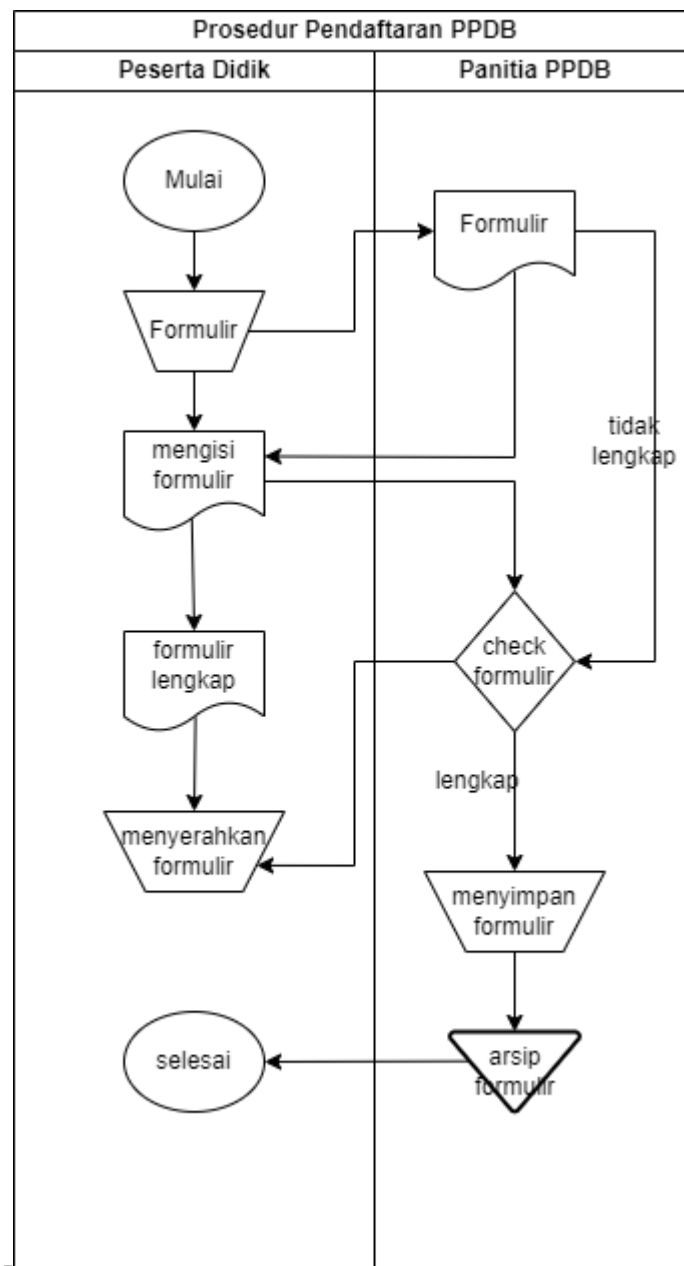 Prosedur Pendaftaran PPDB
Peserta Didik
Panitia PPDB
Mulai
Formulir
Formulir
mengisi
formulir
tidak
lengkap
formulir
lengkap
check
formulir
lengkap
menyerahkan
formulir
menyimpan
formulir
selesai
arsip
formulir